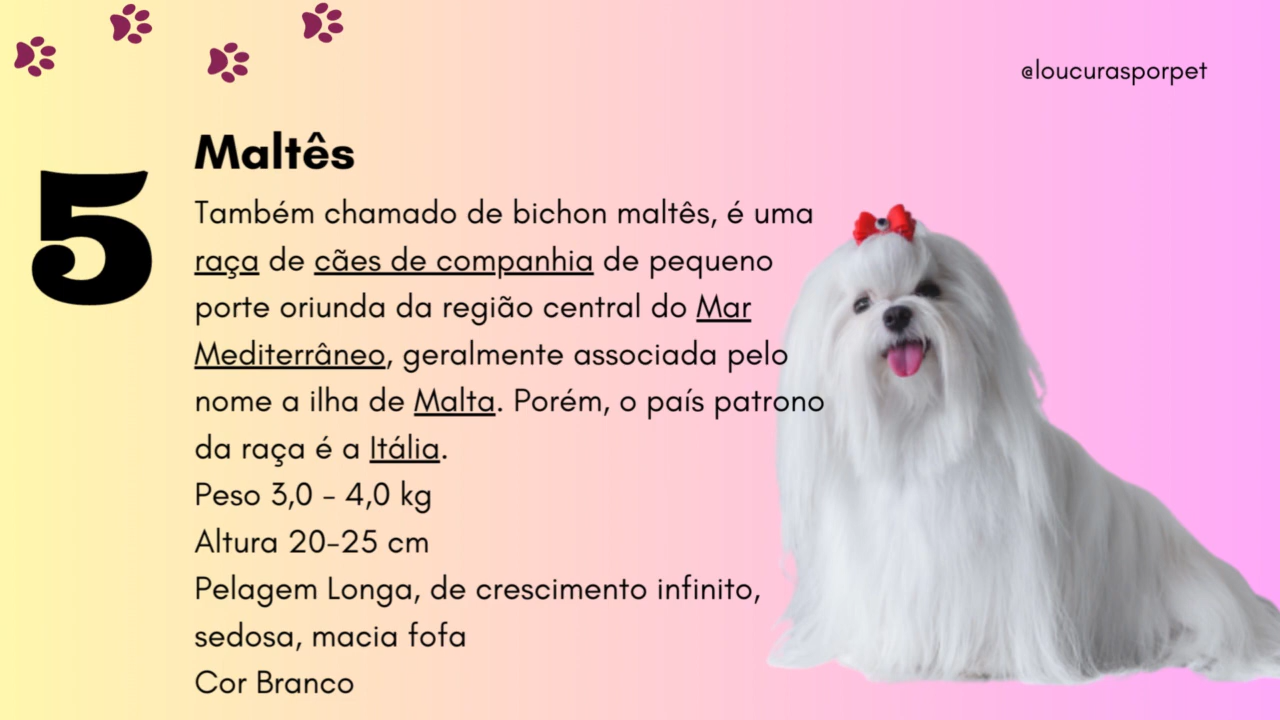 @loucurasporpet
5
Maltês
Também chamado de bichon maltês, é uma
raça de cães de companhia de pequeno
porte oriunda da região central do Mar
Mediterrâneo, geralmente associada pelo
nome a ilha de Malta. Porém, o país patrono
da raça é a Itália.
Peso 3,0 - 4,0 kg
Altura 20-25 cm
Pelagem Longa, de crescimento infinito,
sedosa, macia fofa
Cor Branco